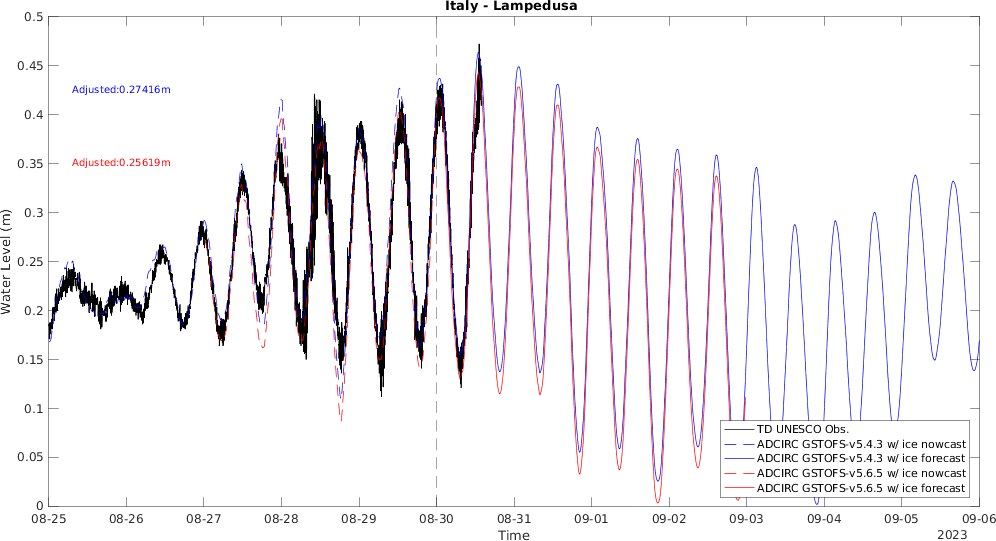 Italy - Lampedusa
0.5
0.45
0.4
0.35
0.3
0.25
0.2
0.15
0.1
0.05
0
Water Level (m)
Adjusted:0.27416m
Adjusted:0.25619m
TD UNESCO Obs.
ADCIRC GSTOFS-v5.4.3 w/ ice nowcast
ADCIRC GSTOFS-v5.4.3 w/ ice forecast
ADCIRC GSTOFS-v5.6.5 w/ ice nowcast
ADCIRC GSTOFS-v5.6.5 w/ ice forecast
08-25 08-26 08-27 08-28 08-29 08-30 08-31 09-01 09-02 09-03 09-04 09-05 09-06
Time
2023